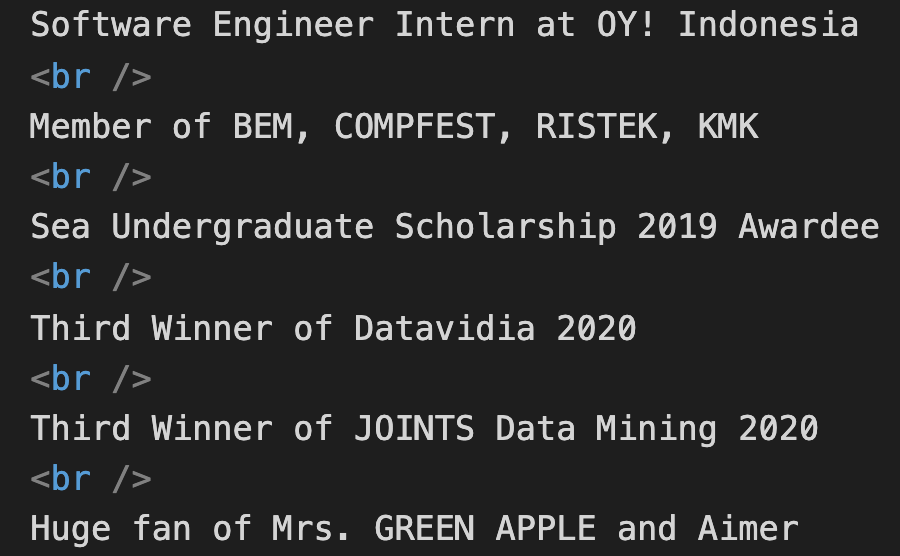 Software Engineer Intern at OY! Indonesia
<br />
Member of BEM, COMPFEST, RISTEK, KMK
<br />
Sea Undergraduate Scholarship 2019 Awardee
<br />
Third Winner of Datavidia 2020
<br />
Third Winner of JOINTS Data Mining 2020
<br />
Huge fan of Mrs. GREEN APPLE and Aimer